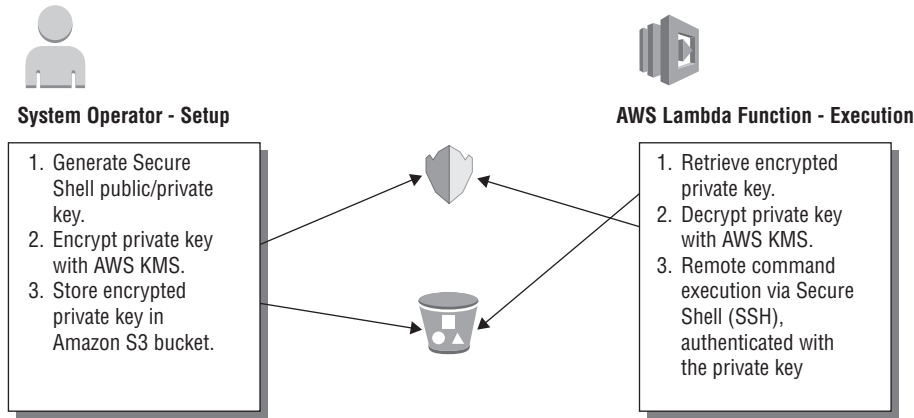 System Operator - Setup
1. Generate Secure
Shell public/private
key.
2. Encrypt private key
with AWS KMS.
3. Store encrypted
private key in
Amazon S3 bucket.
AWS Lambda Function - Execution
1. Retrieve encrypted
private key.
2. Decrypt private key
with AWS KMS.
3. Remote command
execution via Secure
Shell (SSH),
authenticated with
the private key